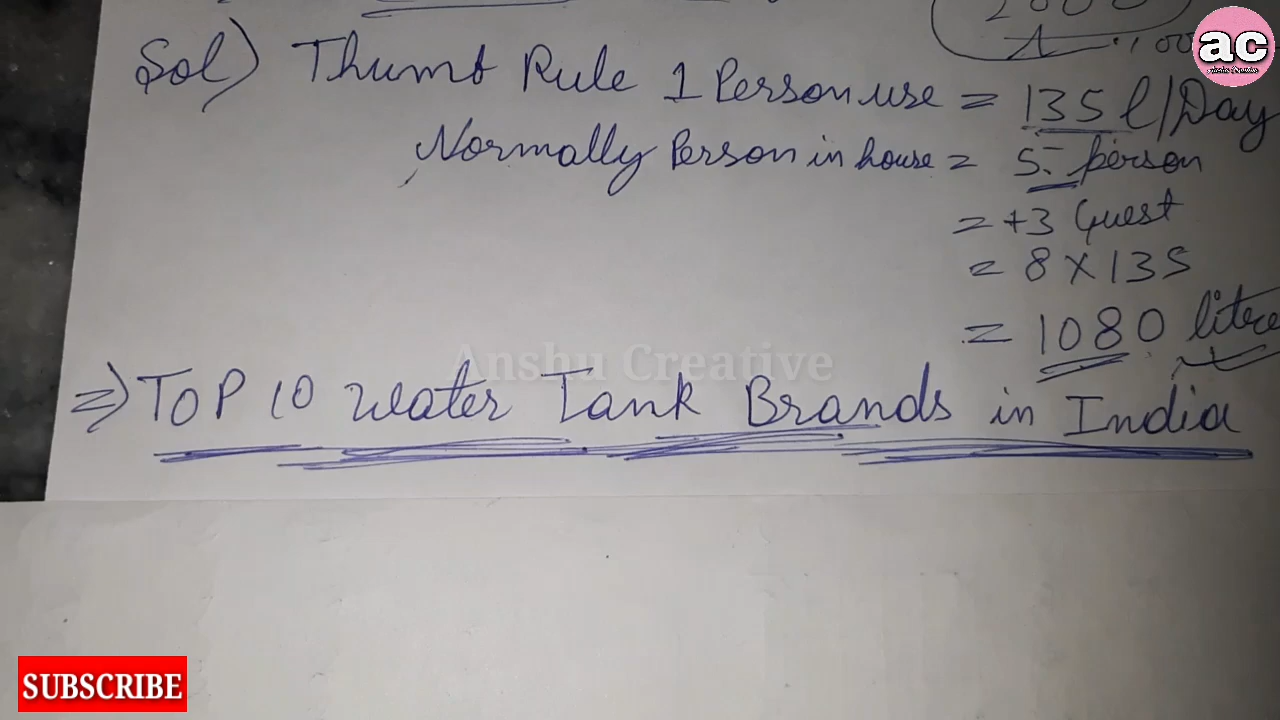 2000
ac
Sol) Thumb Rule 1 Person use = 135 l/Day
Normally Person in house = 5 - person
= +3 Guest
= 8 X 135
= 1080 litre
Anshu Creative
=> TOP 10 Water Tank Brands in India
SUBSCRIBE